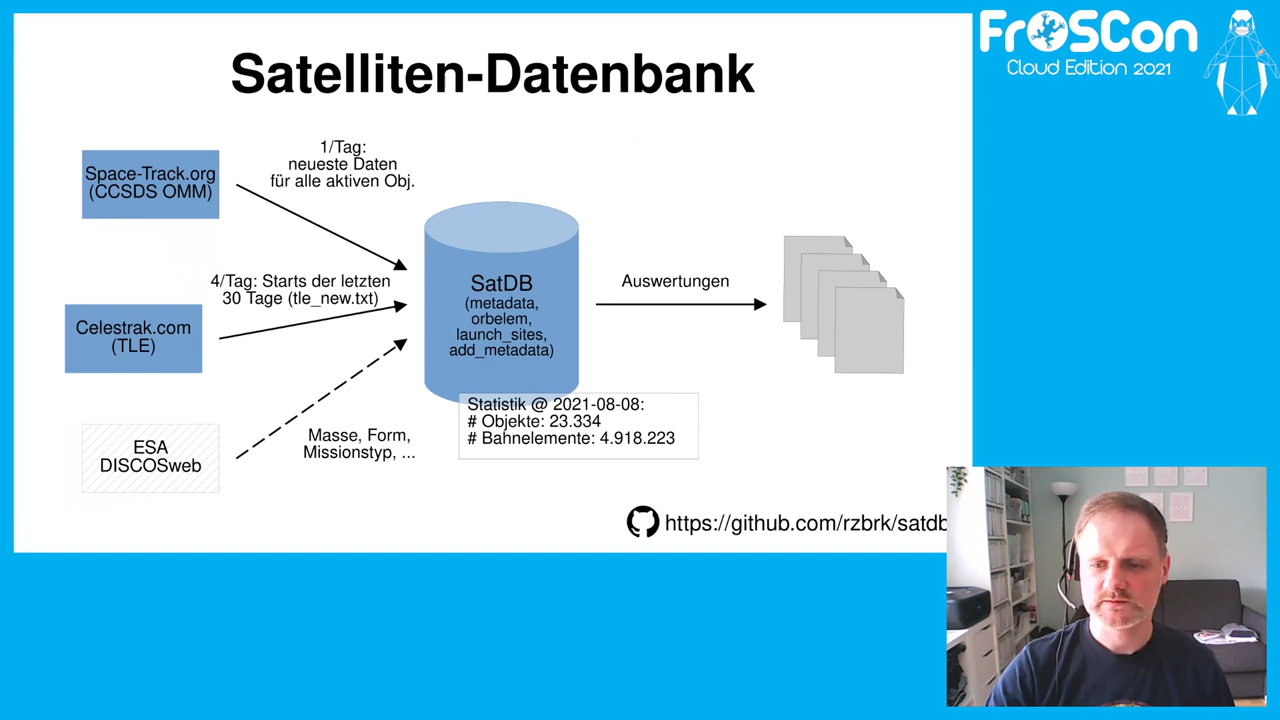 FrOSCon
Cloud Edition 2021
Satelliten-Datenbank
Space-Track.org
(CCSDS OMM)
1/Tag:
neueste Daten
für alle aktiven Obj.
4/Tag: Starts der letzten
30 Tage (tle_new.txt)
Celestrak.com
(TLE)
ESA
DISCOSweb
Masse, Form,
Missionstyp, ...
SatDB
(metadata,
orbelem,
launch_sites,
add_metadata)
Auswertungen
Statistik @ 2021-08-08:
# Objekte: 23.334
# Bahnelemente: 4.918.223
https://github.com/rzbrk/satdb